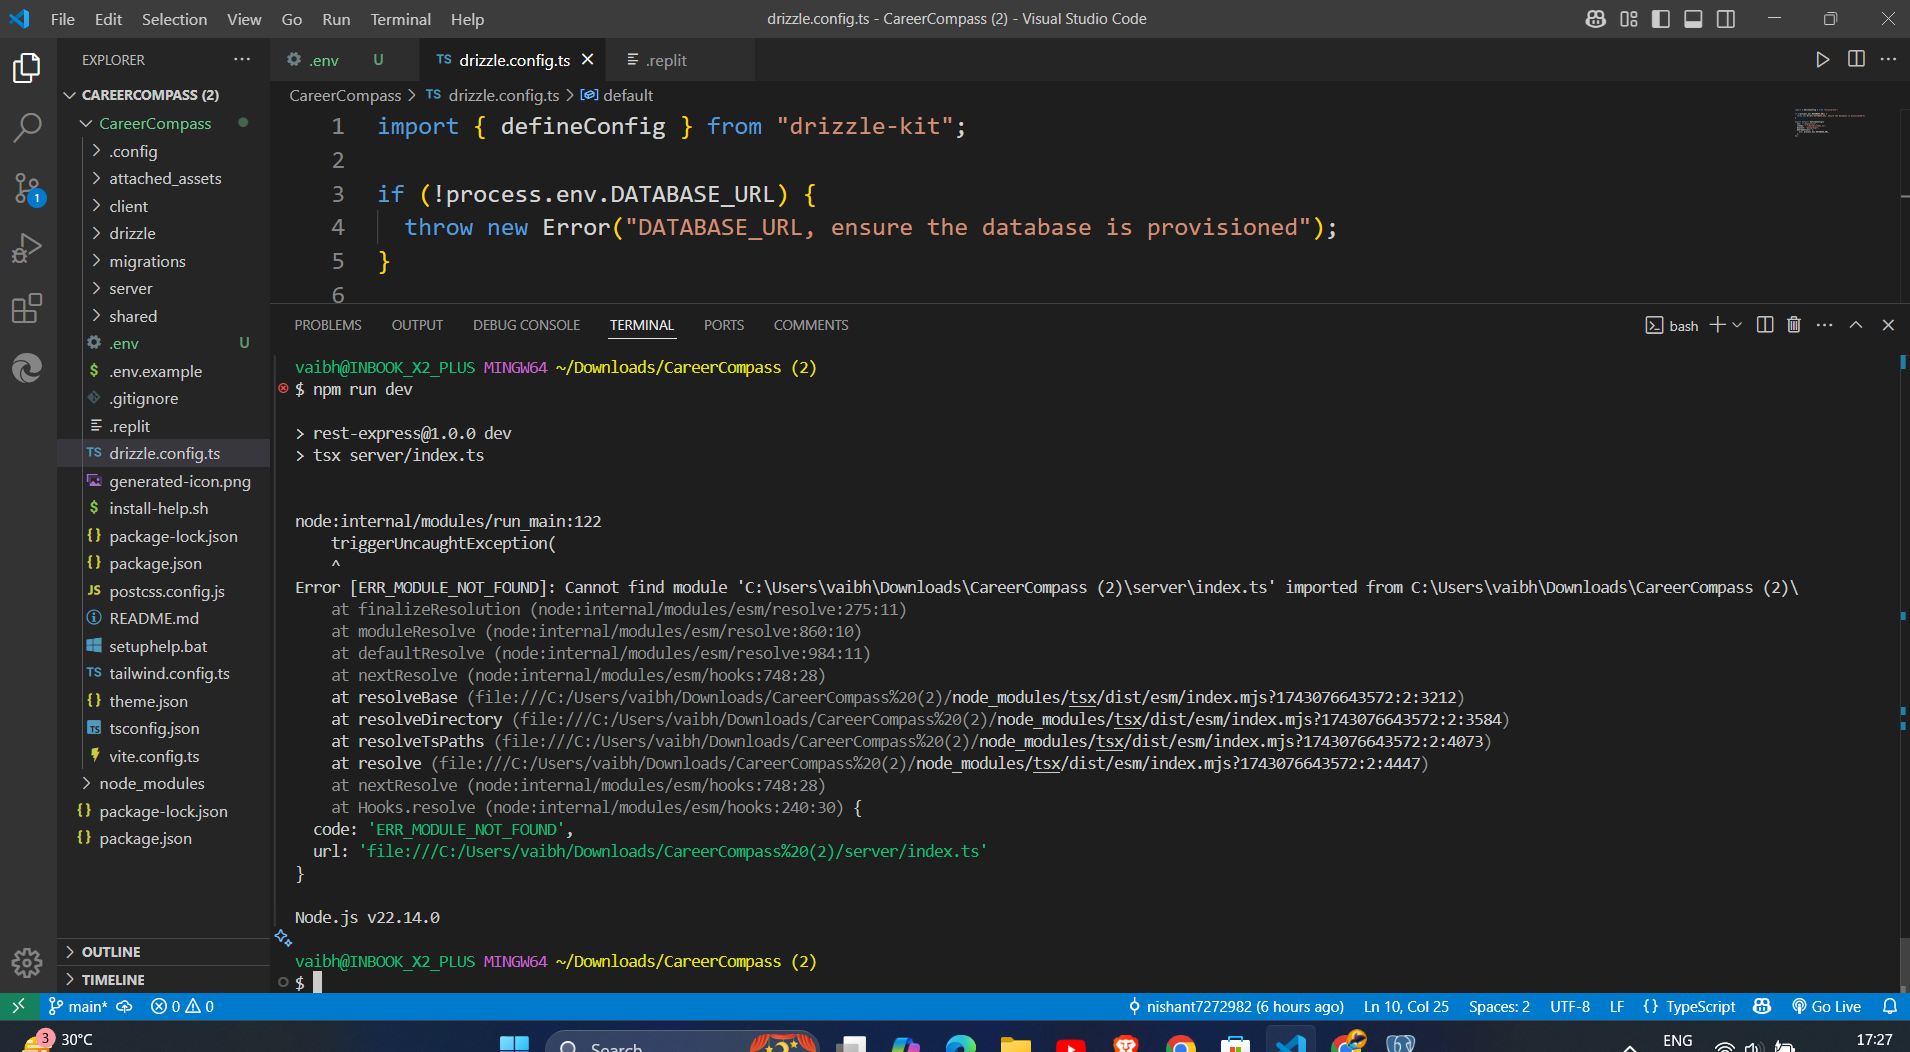 File Edit Selection View Go Run Terminal Help
drizzle.config.ts - CareerCompass (2) - Visual Studio Code
EXPLORER
CAREERCOMPASS (2)
CareerCompass
.config
attached_assets
client
drizzle
migrations
server
shared
.env U
.env.example
.gitignore
.replit
drizzle.config.ts
generated-icon.png
install-help.sh
package-lock.json
package.json
postcss.config.js
README.md
setuphelp.bat
tailwind.config.ts
theme.json
tsconfig.json
vite.config.ts
node_modules
package-lock.json
package.json
OUTLINE
TIMELINE
1
.env U
TS drizzle.config.ts
.replit
CareerCompass > TS drizzle.config.ts > default
1 import { defineConfig } from "drizzle-kit";
2
3 if (!process.env.DATABASE_URL) {
4 throw new Error("DATABASE_URL, ensure the database is provisioned");
5 }
6
PROBLEMS OUTPUT DEBUG CONSOLE TERMINAL PORTS COMMENTS
bash
vaibh@INBOOK_X2_PLUS MINGW64 ~/Downloads/CareerCompass (2)
$ npm run dev
> rest-express@1.0.0 dev
> tsx server/index.ts
node:internal/modules/run_main:122
triggerUncaughtException(
^
Error [ERR_MODULE_NOT_FOUND]: Cannot find module 'C:\Users\vaibh\Downloads\CareerCompass (2)\server\index.ts' imported from C:\Users\vaibh\Downloads\CareerCompass (2)\
at finalizeResolution (node:internal/modules/esm/resolve:275:11)
at moduleResolve (node:internal/modules/esm/resolve:860:10)
at defaultResolve (node:internal/modules/esm/resolve:984:11)
at nextResolve (node:internal/modules/esm/hooks:748:28)
at resolveBase (file:///C:/Users/vaibh/Downloads/CareerCompass%20(2)/node_modules/tsx/dist/esm/index.mjs?1743076643572:2:3212)
at resolveDirectory (file:///C:/Users/vaibh/Downloads/CareerCompass%20(2)/node_modules/tsx/dist/esm/index.mjs?1743076643572:2:3584)
at resolveTsPaths (file:///C:/Users/vaibh/Downloads/CareerCompass%20(2)/node_modules/tsx/dist/esm/index.mjs?1743076643572:2:4073)
at resolve (file:///C:/Users/vaibh/Downloads/CareerCompass%20(2)/node_modules/tsx/dist/esm/index.mjs?1743076643572:2:4447)
at nextResolve (node:internal/modules/esm/hooks:748:28)
at Hooks.resolve (node:internal/modules/esm/hooks:240:30) {
code: 'ERR_MODULE_NOT_FOUND',
url: 'file:///C:/Users/vaibh/Downloads/CareerCompass%20(2)/server/index.ts'
}
Node.js v22.14.0
vaibh@INBOOK_X2_PLUS MINGW64 ~/Downloads/CareerCompass (2)
$
main* 0 0
nishant7272982 (6 hours ago) Ln 10, Col 25 Spaces: 2 UTF-8 LF {} TypeScript Go Live
3 30°C
Search
ENG
17:27